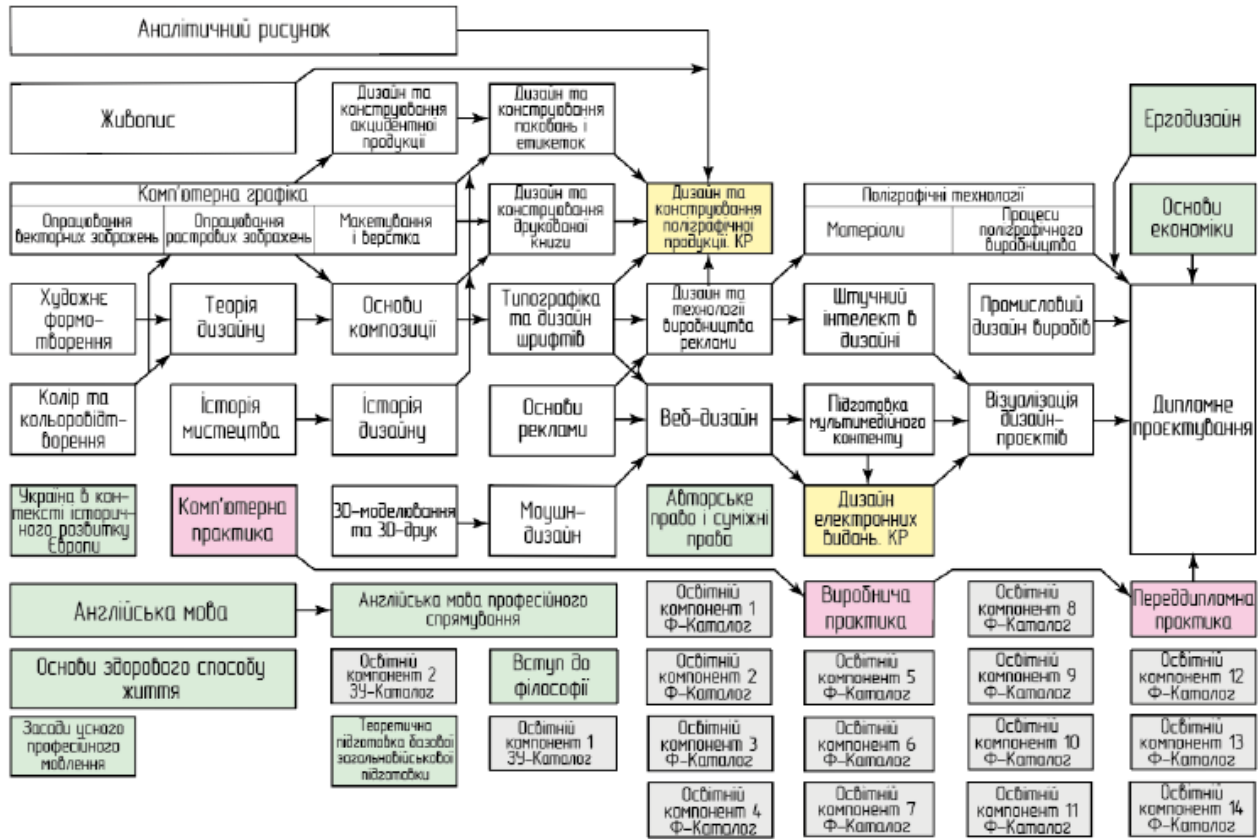 Аналітичний рисунок
Живопис
Дизайн та
конструювання
акцидентної
продукції
Дизайн та
конструювання
паковань і
етикеток
Ергодизайн
Комп'ютерна графіка
Опрацювання
векторних зображень
Опрацювання
растрових зображень
Макетування
і верстка
Дизайн та
конструювання
друкованої
книги
Дизайн та
конструювання
поліграфічної
продукції. КР
Поліграфічні технології
Матеріали
Процеси
поліграфічного
виробництва
Основи
економіки
Художнє
формо-
творення
Теорія
дизайну
Основи
композиції
Типографіка
та дизайн
шрифтів
Дизайн та
технології
виробництва
реклами
Штучний
інтелект в
дизайні
Промисловий
дизайн виробів
Дипломне
проєктування
Колір та
кольоровідт-
ворення
Історія
мистецтва
Історія
дизайну
Основи
реклами
Веб-дизайн
Підготовка
мультимедійного
контенту
Візуалізація
дизайн-
проєктів
Україна в кон-
тексті історич-
ного розвитку
Європи
Комп'ютерна
практика
3D-моделювання
та 3D-друк
Моушн-
дизайн
Авторське
право і суміжні
права
Дизайн
електронних
видань. КР
Англійська мова
Англійська мова професійного
спрямування
Освітній
компонент 1
Ф-Каталог
Виробнича
практика
Освітній
компонент 8
Ф-Каталог
Переддипломна
практика
Основи здорового способу
життя
Освітній
компонент 2
ЗУ-Каталог
Вступ до
філософії
Освітній
компонент 2
Ф-Каталог
Освітній
компонент 5
Ф-Каталог
Освітній
компонент 9
Ф-Каталог
Освітній
компонент 12
Ф-Каталог
Засади усного
професійного
мовлення
Теоретична
підготовка базової
загальновійськової
підготовки
Освітній
компонент 1
ЗУ-Каталог
Освітній
компонент 3
Ф-Каталог
Освітній
компонент 6
Ф-Каталог
Освітній
компонент 10
Ф-Каталог
Освітній
компонент 13
Ф-Каталог
Освітній
компонент 4
Ф-Каталог
Освітній
компонент 7
Ф-Каталог
Освітній
компонент 11
Ф-Каталог
Освітній
компонент 14
Ф-Каталог